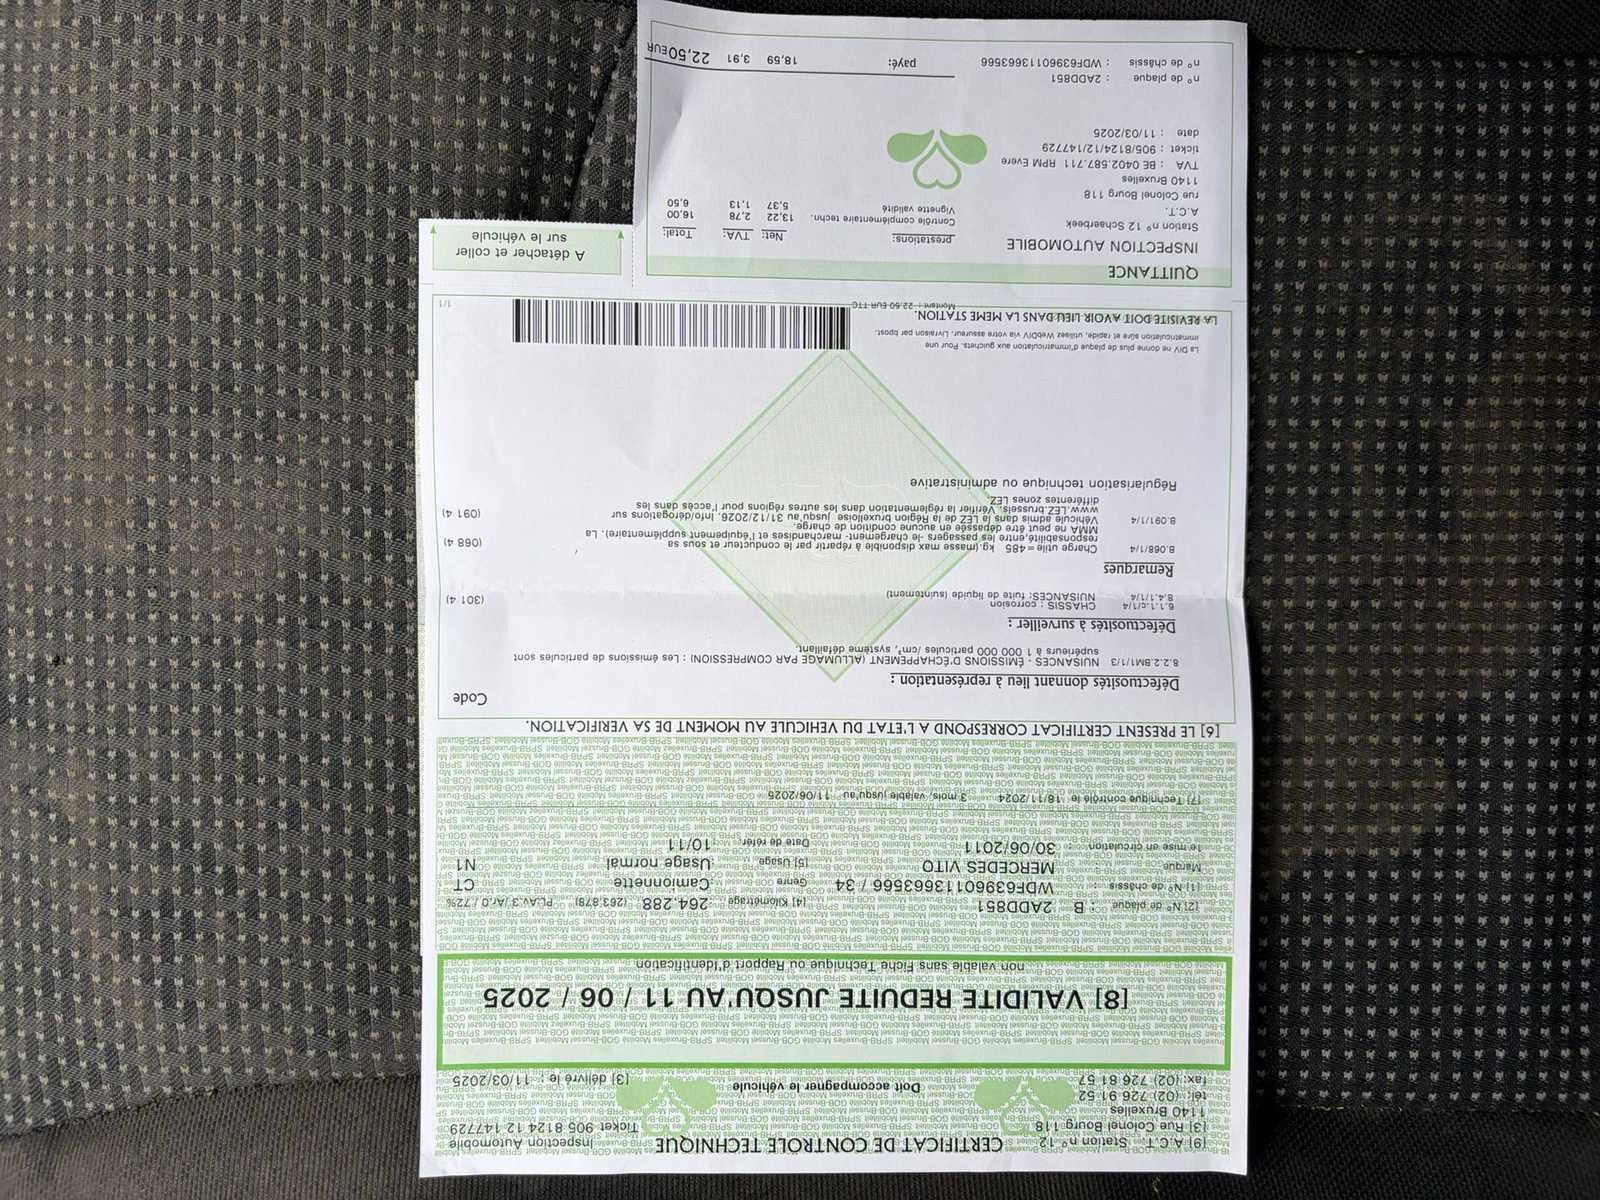 [9] A.C.T. Station n° 12
[3] Rue Colonel Bourg 118
1140 Bruxelles
tél: (02) 726 91 52
fax: (02) 726 81 57
CERTIFICAT DE CONTROLE TECHNIQUE
Doit accompagner le véhicule
Inspection Automobile
Ticket 905 8124 12 147729
[3] délivré le : 11/03/2025
[8] VALIDITE REDUITE JUSQU'AU 11 / 06 / 2025
non valable sans Fiche Technique ou Rapport d'Identification
[2] N° de plaque : B 2ADD851 [4] Kilométrage : 264.288 (263.878) PLAv.3,0/Ar.0,/72%
[1] N° de châssis : WDF63960113663566 / 34 Genre Camionnette CT
Marque MERCEDES VITO [5] Usage Usage normal N1
1e mise en circulation : 30/06/2011 Date de référ. 10/11
[7] Technique contrôlé le 18/11/2024 3 mois, valable jusqu'au 11/06/2025
[6] LE PRESENT CERTIFICAT CORRESPOND A L'ETAT DU VEHICULE AU MOMENT DE SA VERIFICATION.
Code
Défectuosités donnant lieu à représentation :
8.2.2.BM1/1/3 NUISANCES - ÉMISSIONS D'ÉCHAPPEMENT (ALLUMAGE PAR COMPRESSION) : Les émissions de particules sont
supérieurs à 1 000 000 particules /cm³, système défaillant.
Défectuosités à surveiller :
6.1.1.c/1/4 CHASSIS : corrosion (301 4)
8.4.1/1/4 NUISANCES: fuite de liquide (suintement)
Remarques
8.068/1/4 Charge utile = 485 kg.(masse max disponible à répartir par le conducteur et sous sa (068 4)
responsabilité,entre les passagers -le chargement- marchandises et l'équipement supplémentaire). La
MMA ne peut être dépassée en aucune condition de charge.
8.091/1/4 Véhicule admis dans la LEZ de la Région bruxelloise jusqu'au 31/12/2026. Info/dérogations sur (091 4)
www.LEZ.brussels. Vérifier la réglementation dans les autres régions pour l'accès dans les
différentes zones LEZ.
Régularisation technique ou administrative
La DIV ne donne plus de plaque d'immatriculation aux guichets. Pour une
immatriculation sûre et rapide, utilisez WebDIV via votre assureur. Livraison par bpost.
LA REVISITE DOIT AVOIR LIEU DANS LA MEME STATION.
Montant : 22,50 EUR TTC
1/1
QUITTANCE
INSPECTION AUTOMOBILE
Station n° 12 Schaerbeek
A.C.T.
rue Colonel Bourg 118
1140 Bruxelles
TVA : BE 0402.587.711 RPM Evere
ticket : 905/8124/12/147729
date : 11/03/2025
n° de plaque : 2ADD851
n° de châssis : WDF63960113663566
prestations: Net: TVA: Total:
Contrôle complémentaire techn. 13,22 2,78 16,00
Vignette validité 5,37 1,13 6,50
payé: 18,59 3,91 22,50 EUR
A détacher et coller
sur le véhicule